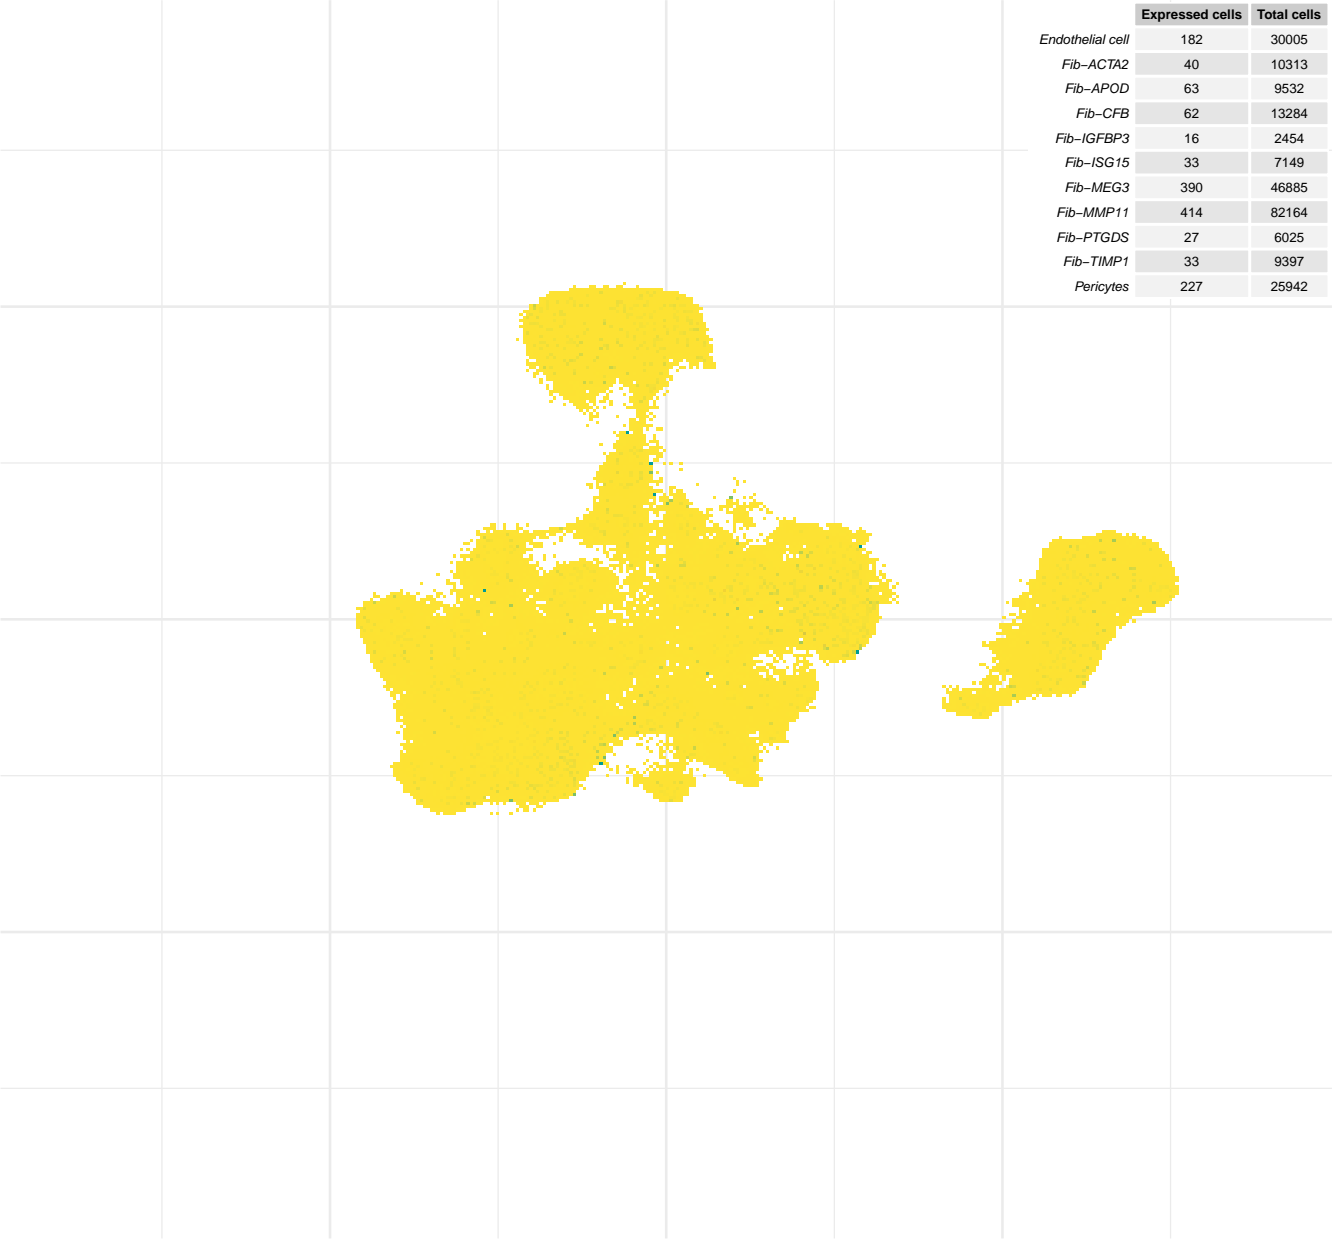 Expressed cells Total cells
Endothelial cell 182 30005
Fib−ACTA2 40 10313
Fib−APOD 63 9532
Fib−CFB 62 13284
Fib−IGFBP3 16 2454
Fib−ISG15 33 7149
Fib−MEG3 390 46885
Fib−MMP11 414 82164
Fib−PTGDS 27 6025
Fib−TIMP1 33 9397
Pericytes 227 25942